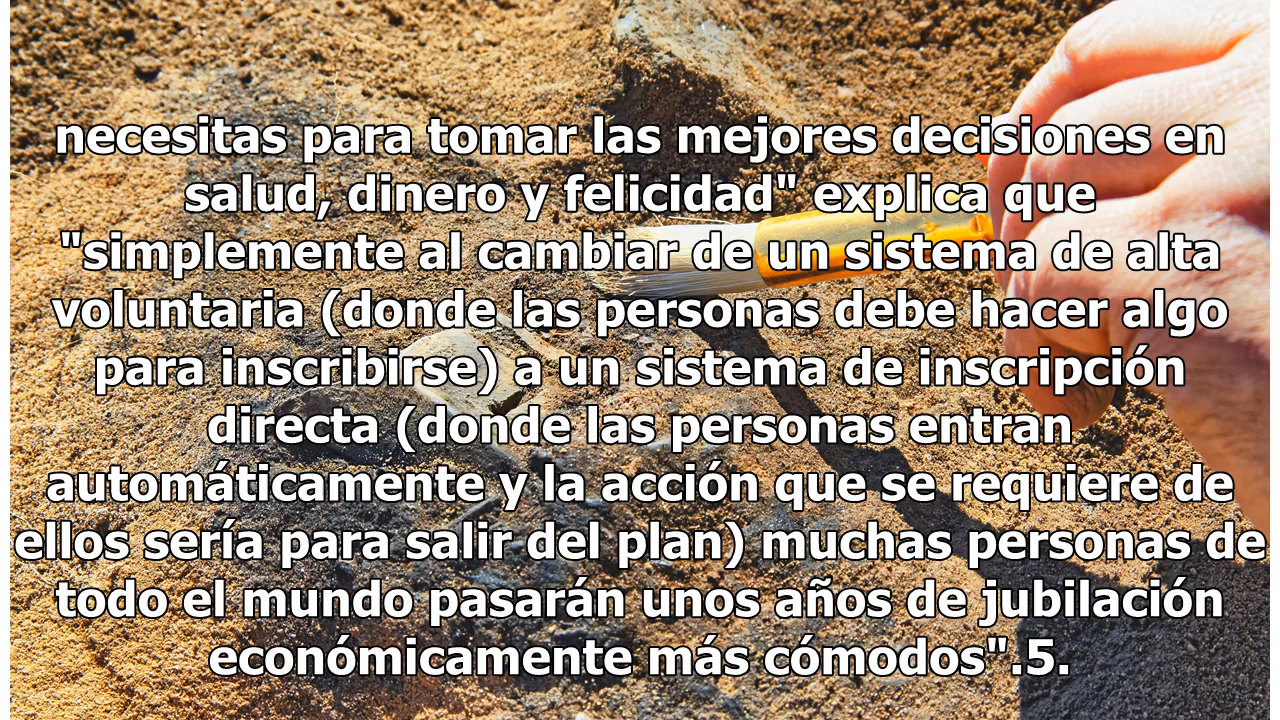 necesitas para tomar las mejores decisiones en
salud, dinero y felicidad" explica que
"simplemente al cambiar de un sistema de alta
voluntaria (donde las personas debe hacer algo
para inscribirse) a un sistema de inscripción
directa (donde las personas entran
automáticamente y la acción que se requiere de
ellos sería para salir del plan) muchas personas de
todo el mundo pasarán unos años de jubilación
económicamente más cómodos".5.